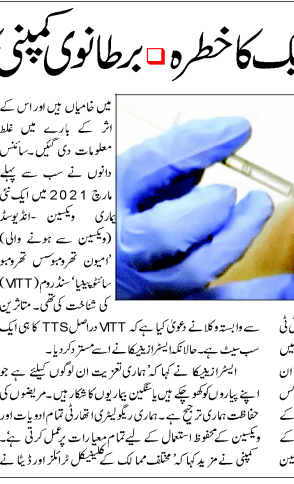 ک کا خطرہ ▫ برطانوی کمپنی
میں خامیاں ہیں اور اس کے
اثر کے بارے میں غلط
معلومات دی گئیں۔ سائنس
دانوں نے سب سے پہلے
مارچ 2021 میں ایک نئی
بیماری ویکسین -انڈیوسڈ
(ویکسین سے ہونے والی)
'امیون تھرومبوسس تھرومبو
سائٹوپینیا' سنڈروم (VITT)
کی شناخت کی تھی۔ متاثرین
سے وابستہ وکلا نے دعویٰ کیا ہے کہ VITT دراصل TTS کا ہی ایک
سب سیٹ ہے۔ حالانکہ ایسٹرازینیکا نے اسے مسترد کردیا۔
ایسٹرازینیکا نے کہا کہ 'ہماری تعزیت ان لوگوں کیلئے ہے جو
اپنے پیاروں کو کھو چکے ہیں یا سنگین بیماریوں کا شکار ہیں۔ مریضوں کی
حفاظت ہماری ترجیح ہے۔ ہماری ریگولیٹری اتھارٹی تمام ادویات اور
ویکسین کے محفوظ استعمال کے لیے تمام معیارات پر عمل کرتی ہے'۔
کمپنی نے مزید کہا کہ 'مختلف ممالک کے کلینیکل ٹرائلز اور ڈیٹا نے